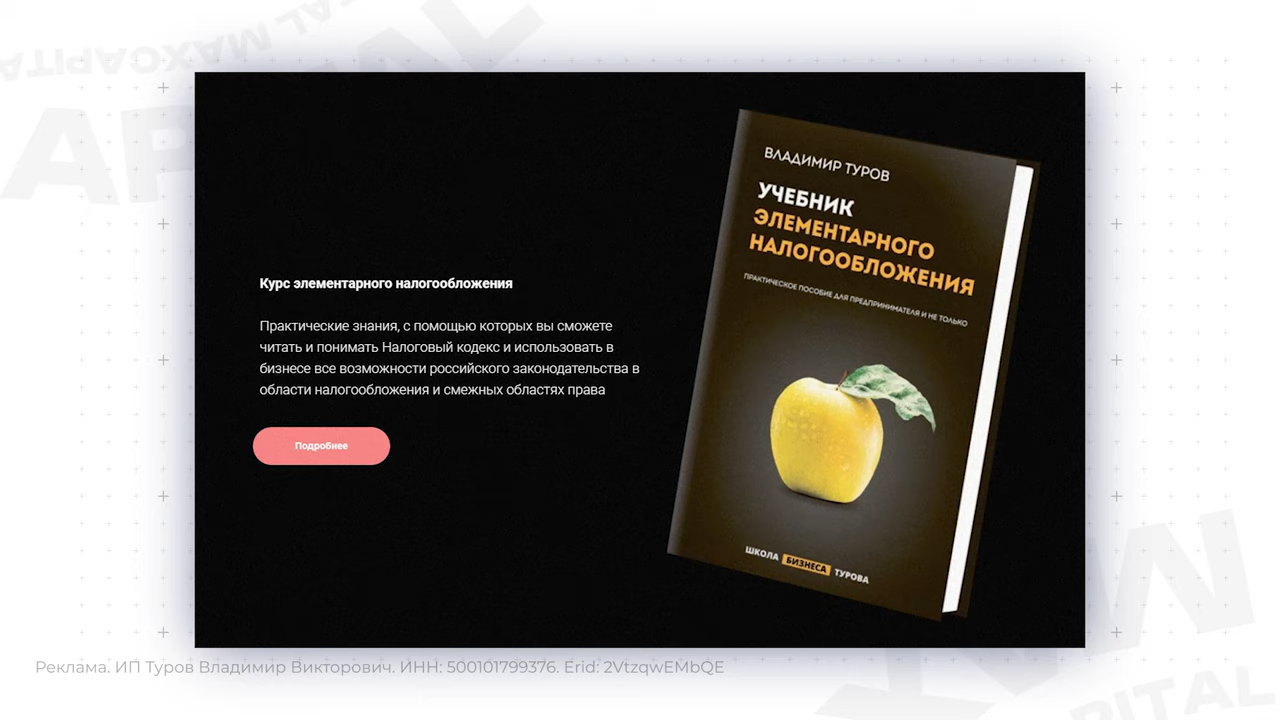 Курс элементарного налогообложения
Практические знания, с помощью которых вы сможете
читать и понимать Налоговый кодекс и использовать в
бизнесе все возможности российского законодательства в
области налогообложения и смежных областях права
Подробнее
ВЛАДИМИР ТУРОВ
УЧЕБНИК
ЭЛЕМЕНТАРНОГО
НАЛОГООБЛОЖЕНИЯ
ПРАКТИЧЕСКОЕ ПОСОБИЕ ДЛЯ ПРЕДПРИНИМАТЕЛЯ И НЕ ТОЛЬКО
ШКОЛА БИЗНЕСА ТУРОВА
Реклама. ИП Туров Владимир Викторович. ИНН: 500101799376. Erid: 2VtzqwEMbQE